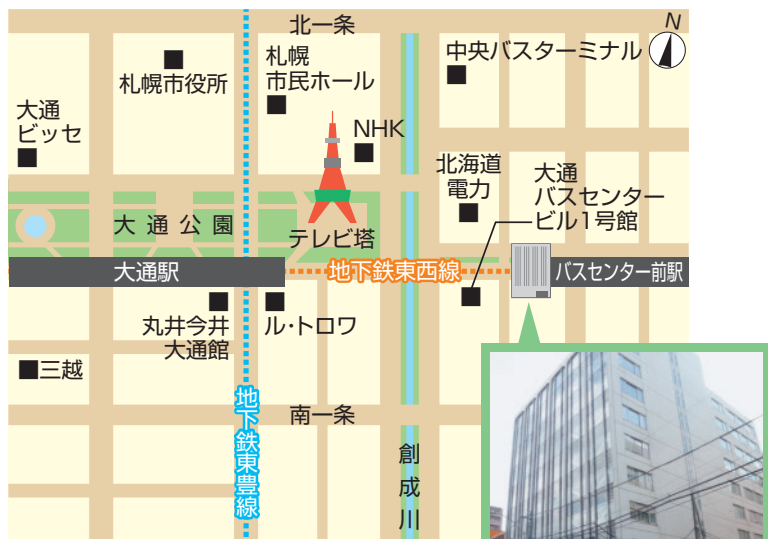 北一条
N
札幌市役所
札幌
市民ホール
中央バスターミナル
大通
ビッセ
NHK
北海道
電力
大通
バスセンター
ビル1号館
大通公園
テレビ塔
大通駅
地下鉄東西線
バスセンター前駅
丸井今井
大通館
ル・トロワ
三越
地下鉄東豊線
南一条
創成川